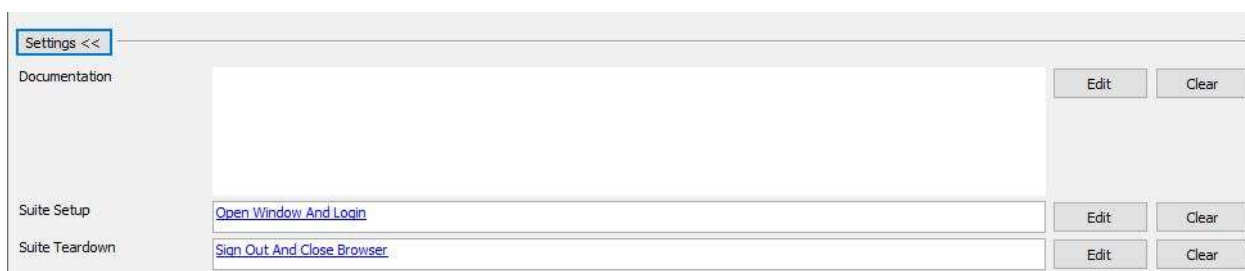 Settings <<
Documentation
Edit Clear
Suite Setup Open Window And Login Edit Clear
Suite Teardown Sign Out And Close Browser Edit Clear